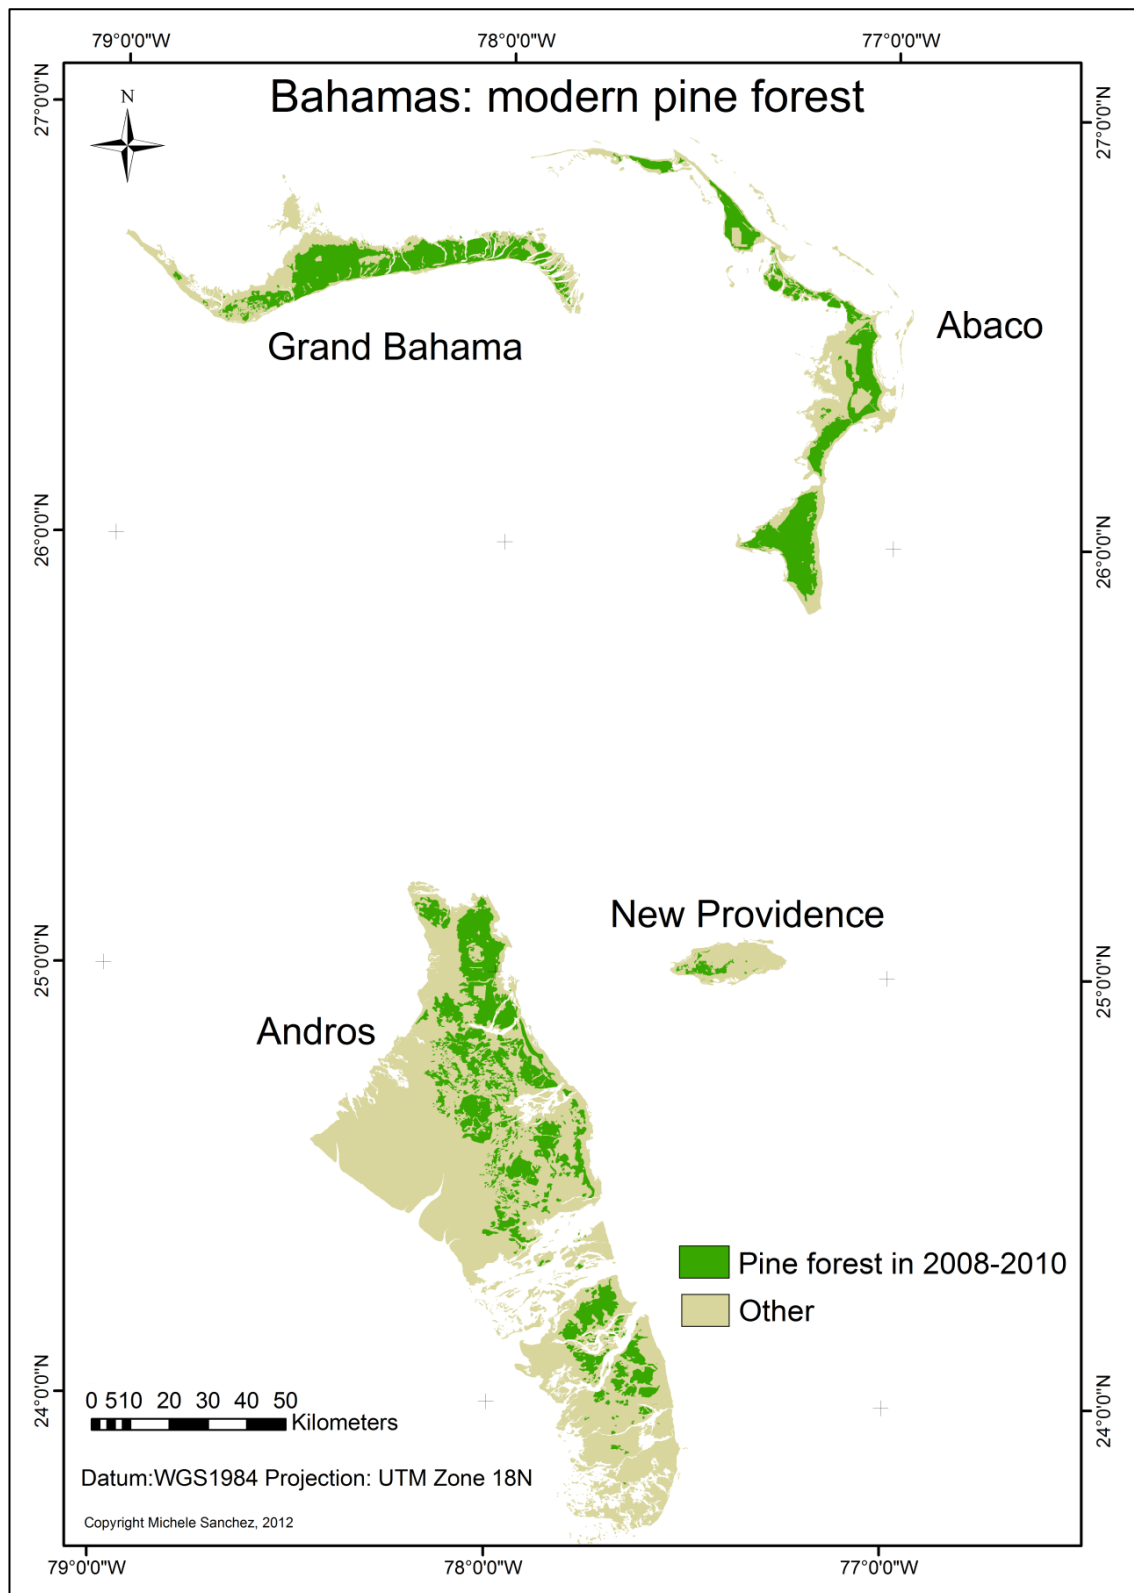 79°0'0"W 78°0'0"W 77°0'0"W
Bahamas: modern pine forest
N
27°0'0"N
27°0'0"N
Abaco
Grand Bahama
26°0'0"N
26°0'0"N
New Providence
25°0'0"N
25°0'0"N
Andros
Pine forest in 2008-2010
Other
24°0'0"N
24°0'0"N
0 5 10 20 30 40 50
Kilometers
Datum:WGS1984 Projection: UTM Zone 18N
Copyright Michele Sanchez, 2012
79°0'0"W 78°0'0"W 77°0'0"W